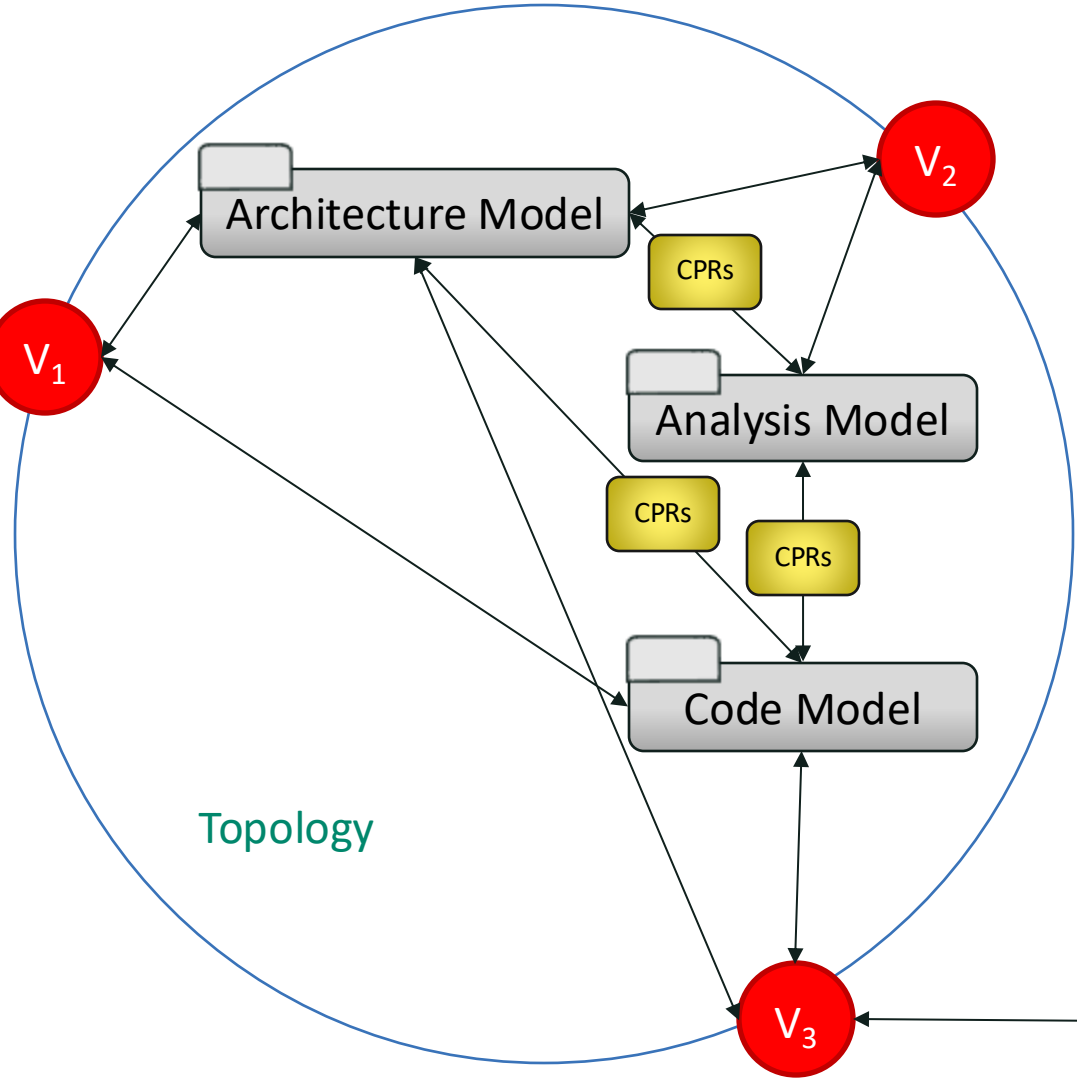 V₂
Architecture Model
CPRs
V₁
Analysis Model
CPRs
CPRs
Code Model
Topology
V₃